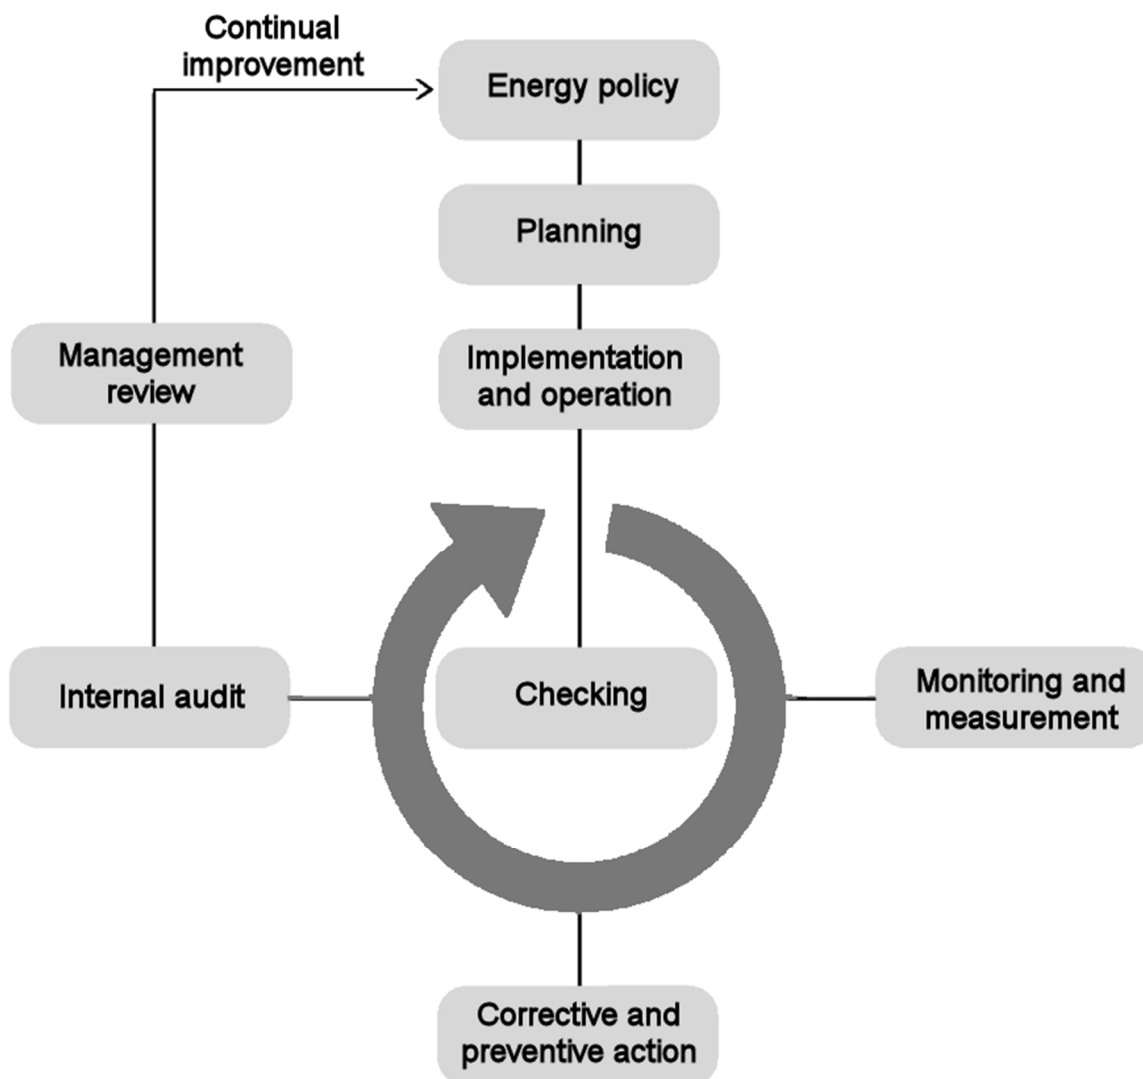 Continual
improvement
Energy policy
Planning
Management
review
Implementation
and operation
Internal audit
Checking
Monitoring and
measurement
Corrective and
preventive action